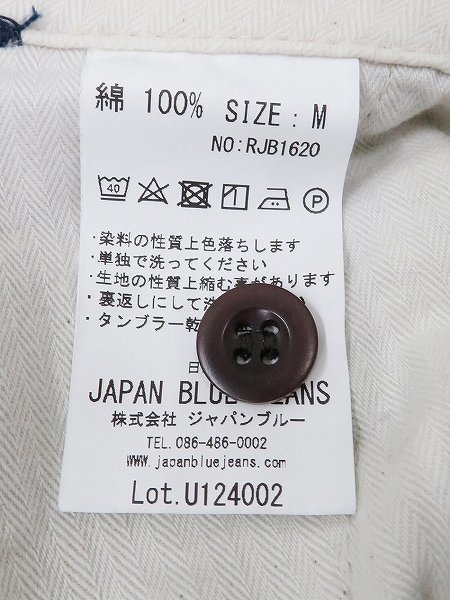 綿 100% SIZE : M
NO:RJB1620
40 P
・染料の性質上色落ちします
・単独で洗ってください
・生地の性質上縮む事があります
・裏返しにして
・タンブラー乾
日
JAPAN BLUE JEANS
株式会社 ジャパンブルー
TEL. 086-486-0002
www.japanbluejeans.com
Lot.U124002